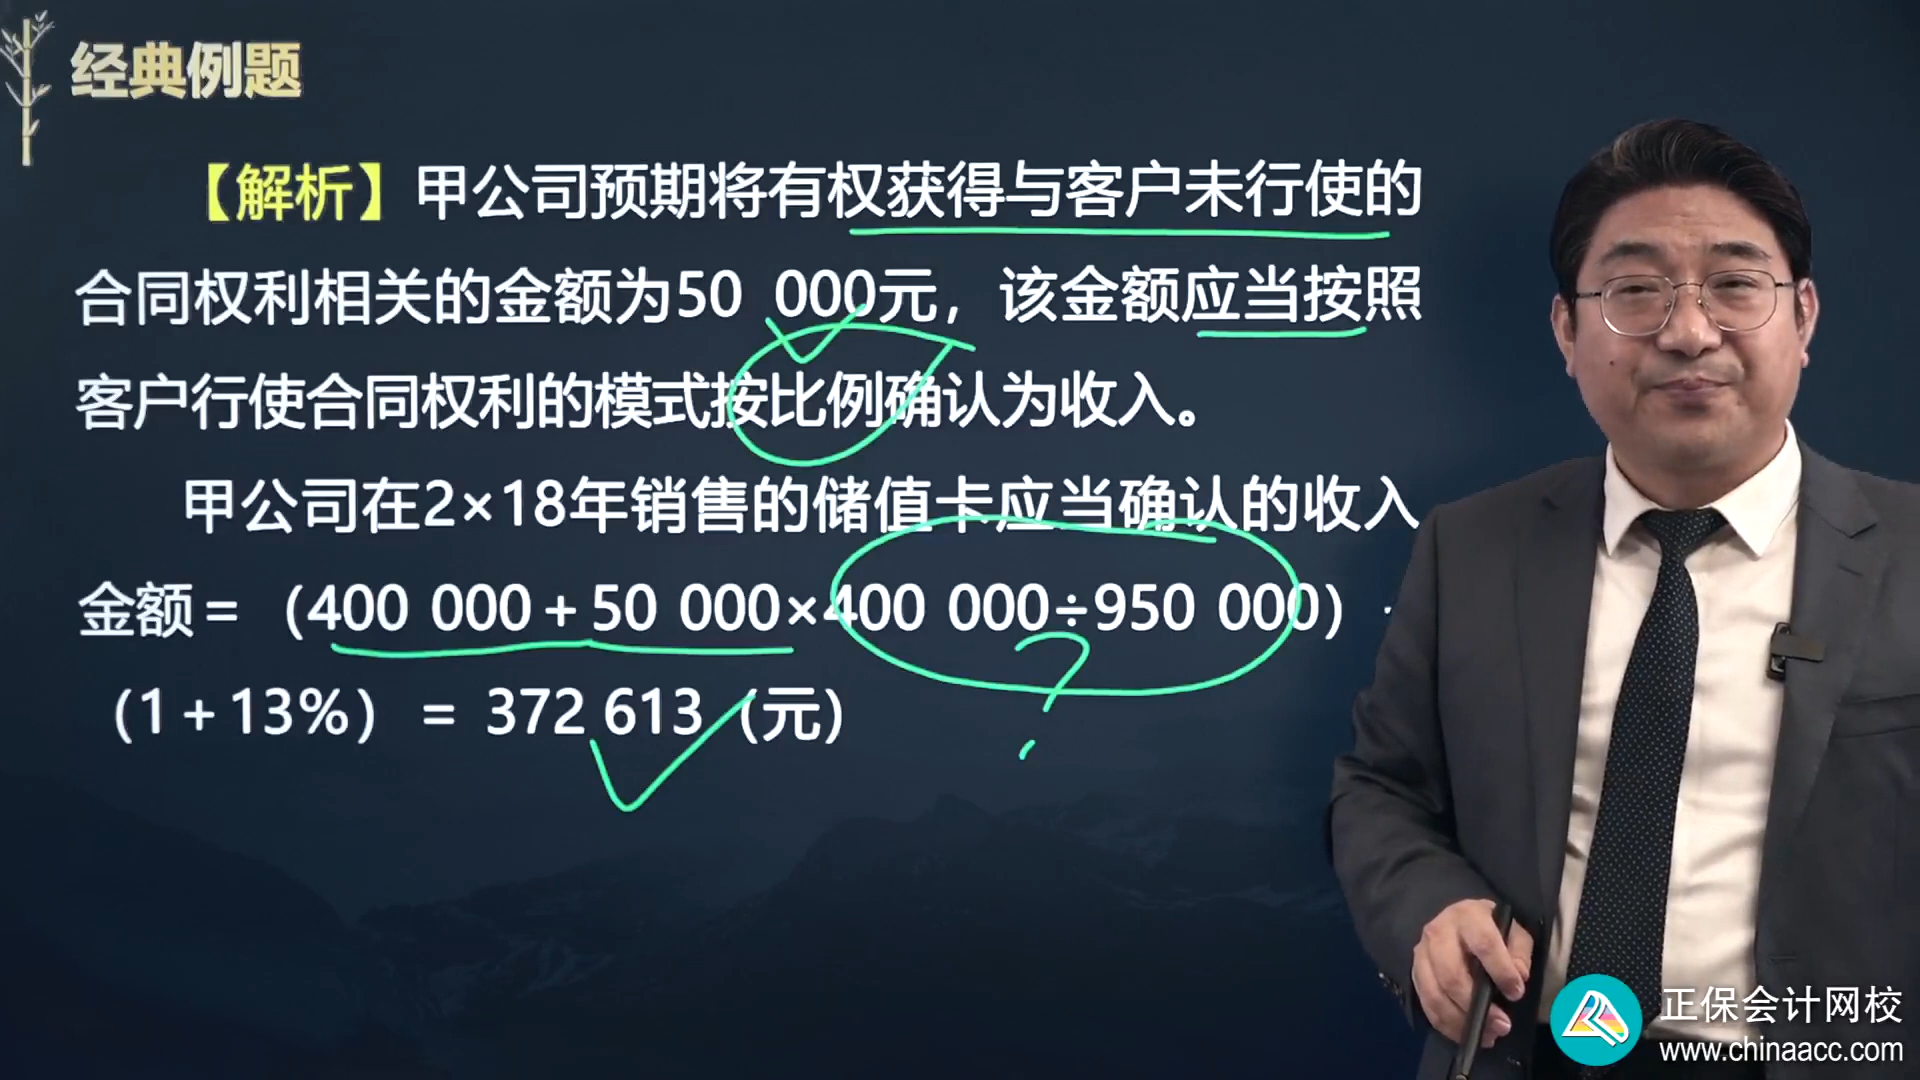 经典例题
【解析】甲公司预期将有权获得与客户未行使的
合同权利相关的金额为50 000元，该金额应当按照
客户行使合同权利的模式按比例确认为收入。
甲公司在2×18年销售的储值卡应当确认的收入
金额＝（400 000＋50 000×400 000÷950 000）
（1＋13%）＝ 372 613（元）
?
正保会计网校
www.chinaacc.com